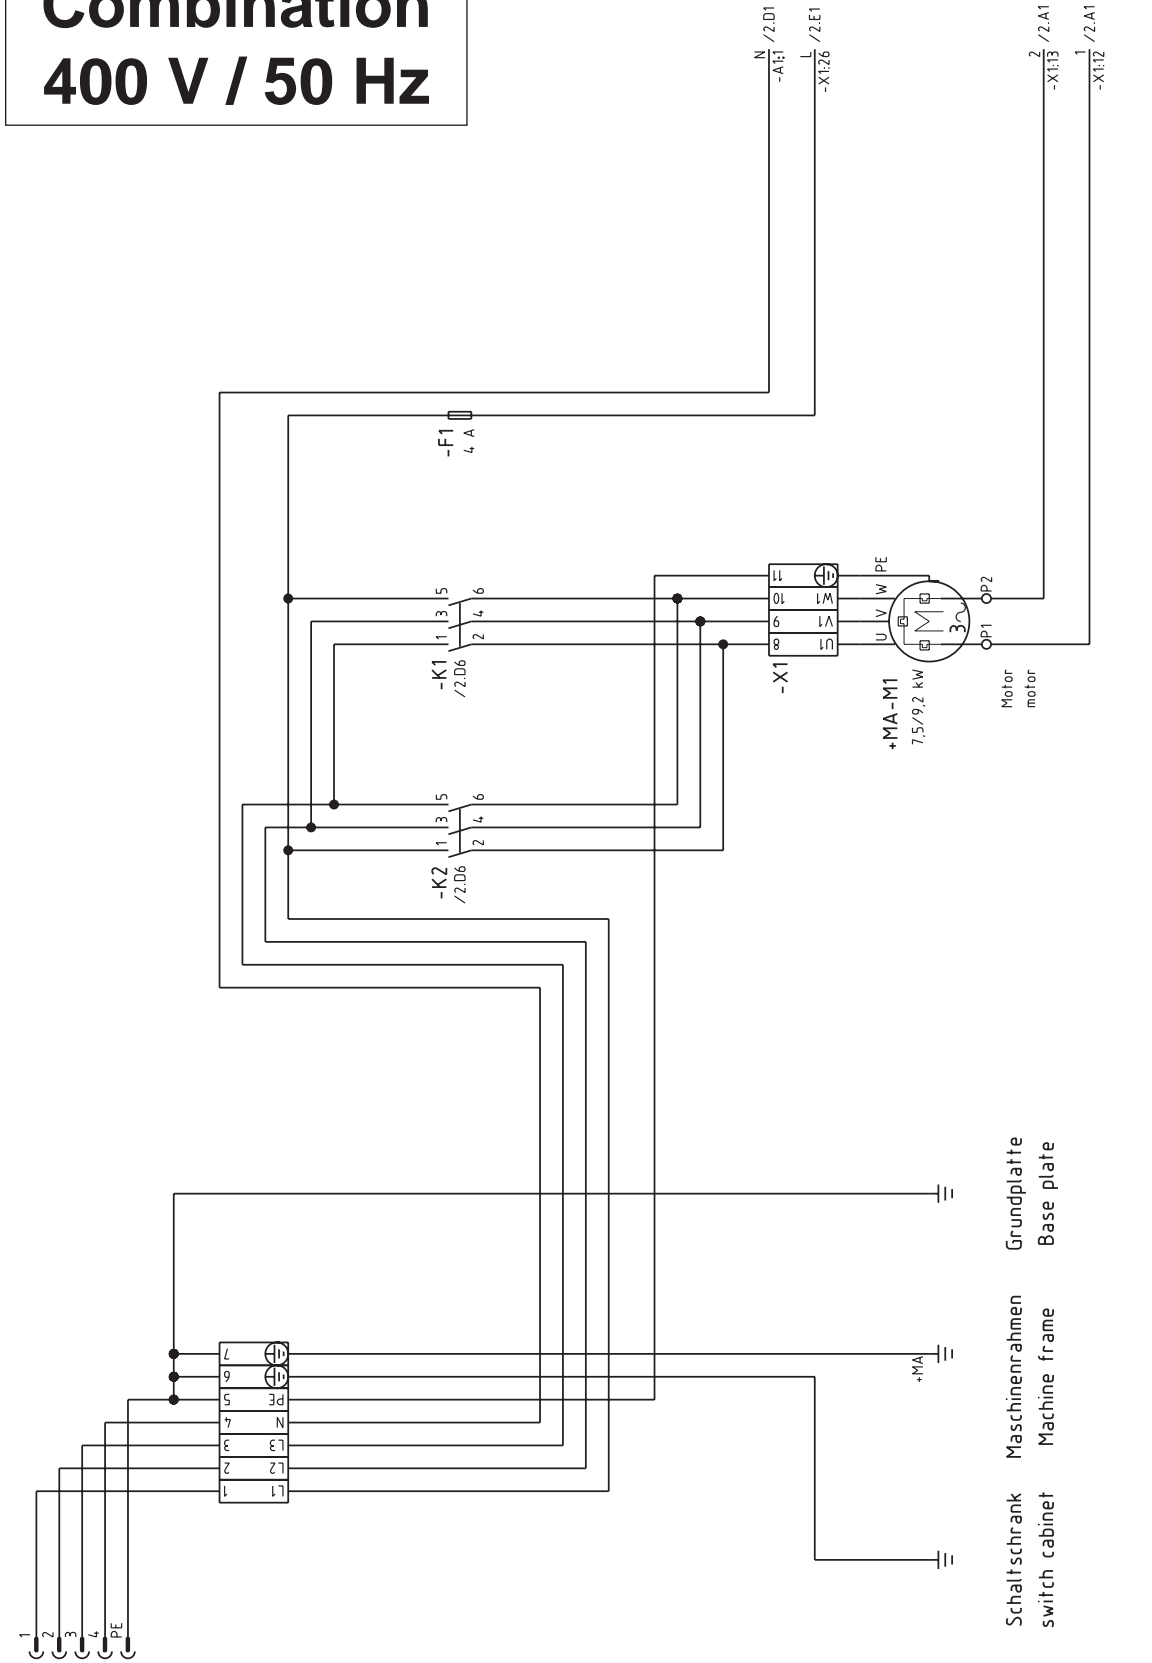 Combination
400 V / 50 Hz
N /2.D1
-A1:1
L /2.E1
-X1:26
2 /2.A1
-X1:13
1 /2.A1
-X1:12
-F1
4 A
5
3
1
6
4
2
-K1
/2.D6
5
3
1
6
4
2
-K2
/2.D6
11
10 W1
9 V1
8 U1
-X1
PE
W
V
U
M
3~
P2
P1
+MA-M1
7,5/9,2 kW
Motor
motor
7
6
5 PE
4 N
3 L3
2 L2
1 L1
+MA
Grundplatte
Base plate
Maschinenrahmen
Machine frame
Schaltschrank
switch cabinet
1
2
3
4
PE